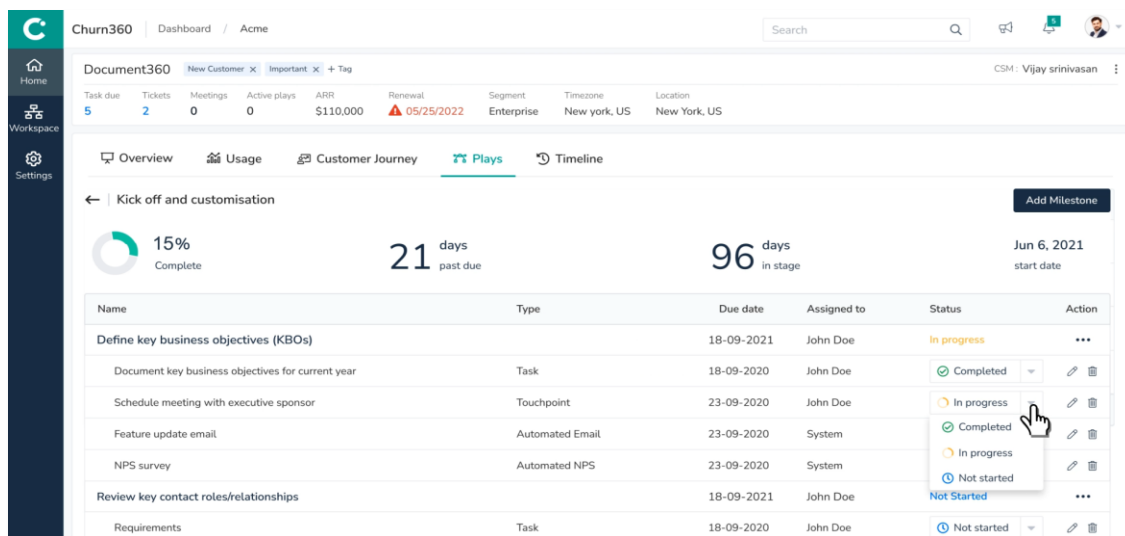 Churn360 Dashboard / Acme Search 5
Home
Workspace
Settings
Document360 New Customer x Important x + Tag CSM : Vijay srinivasan
Task due Tickets Meetings Active plays ARR Renewal Segment Timezone Location
5 2 0 0 $110,000 05/25/2022 Enterprise New york, US New York, US
Overview Usage Customer Journey Plays Timeline
Kick off and customisation Add Milestone
15% Complete
21 days past due
96 days in stage
Jun 6, 2021 start date
Name Type Due date Assigned to Status Action
Define key business objectives (KBOs) 18-09-2021 John Doe In progress
Document key business objectives for current year Task 18-09-2020 John Doe Completed
Schedule meeting with executive sponsor Touchpoint 23-09-2020 John Doe In progress
Feature update email Automated Email 23-09-2020 System
NPS survey Automated NPS 23-09-2020 System
Completed
In progress
Not started
Review key contact roles/relationships 18-09-2021 John Doe Not Started
Requirements Task 18-09-2020 John Doe Not started